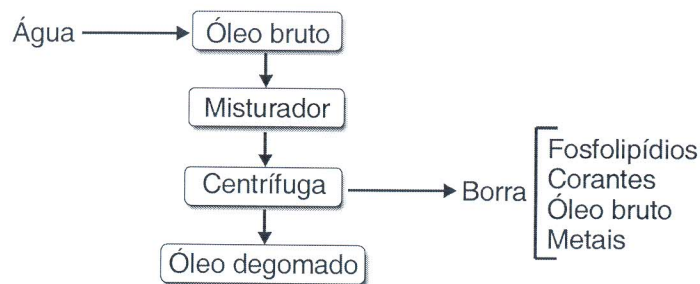 Água
Óleo bruto
Misturador
Centrífuga
Borra
Fosfolipídios
Corantes
Óleo bruto
Metais
Óleo degomado